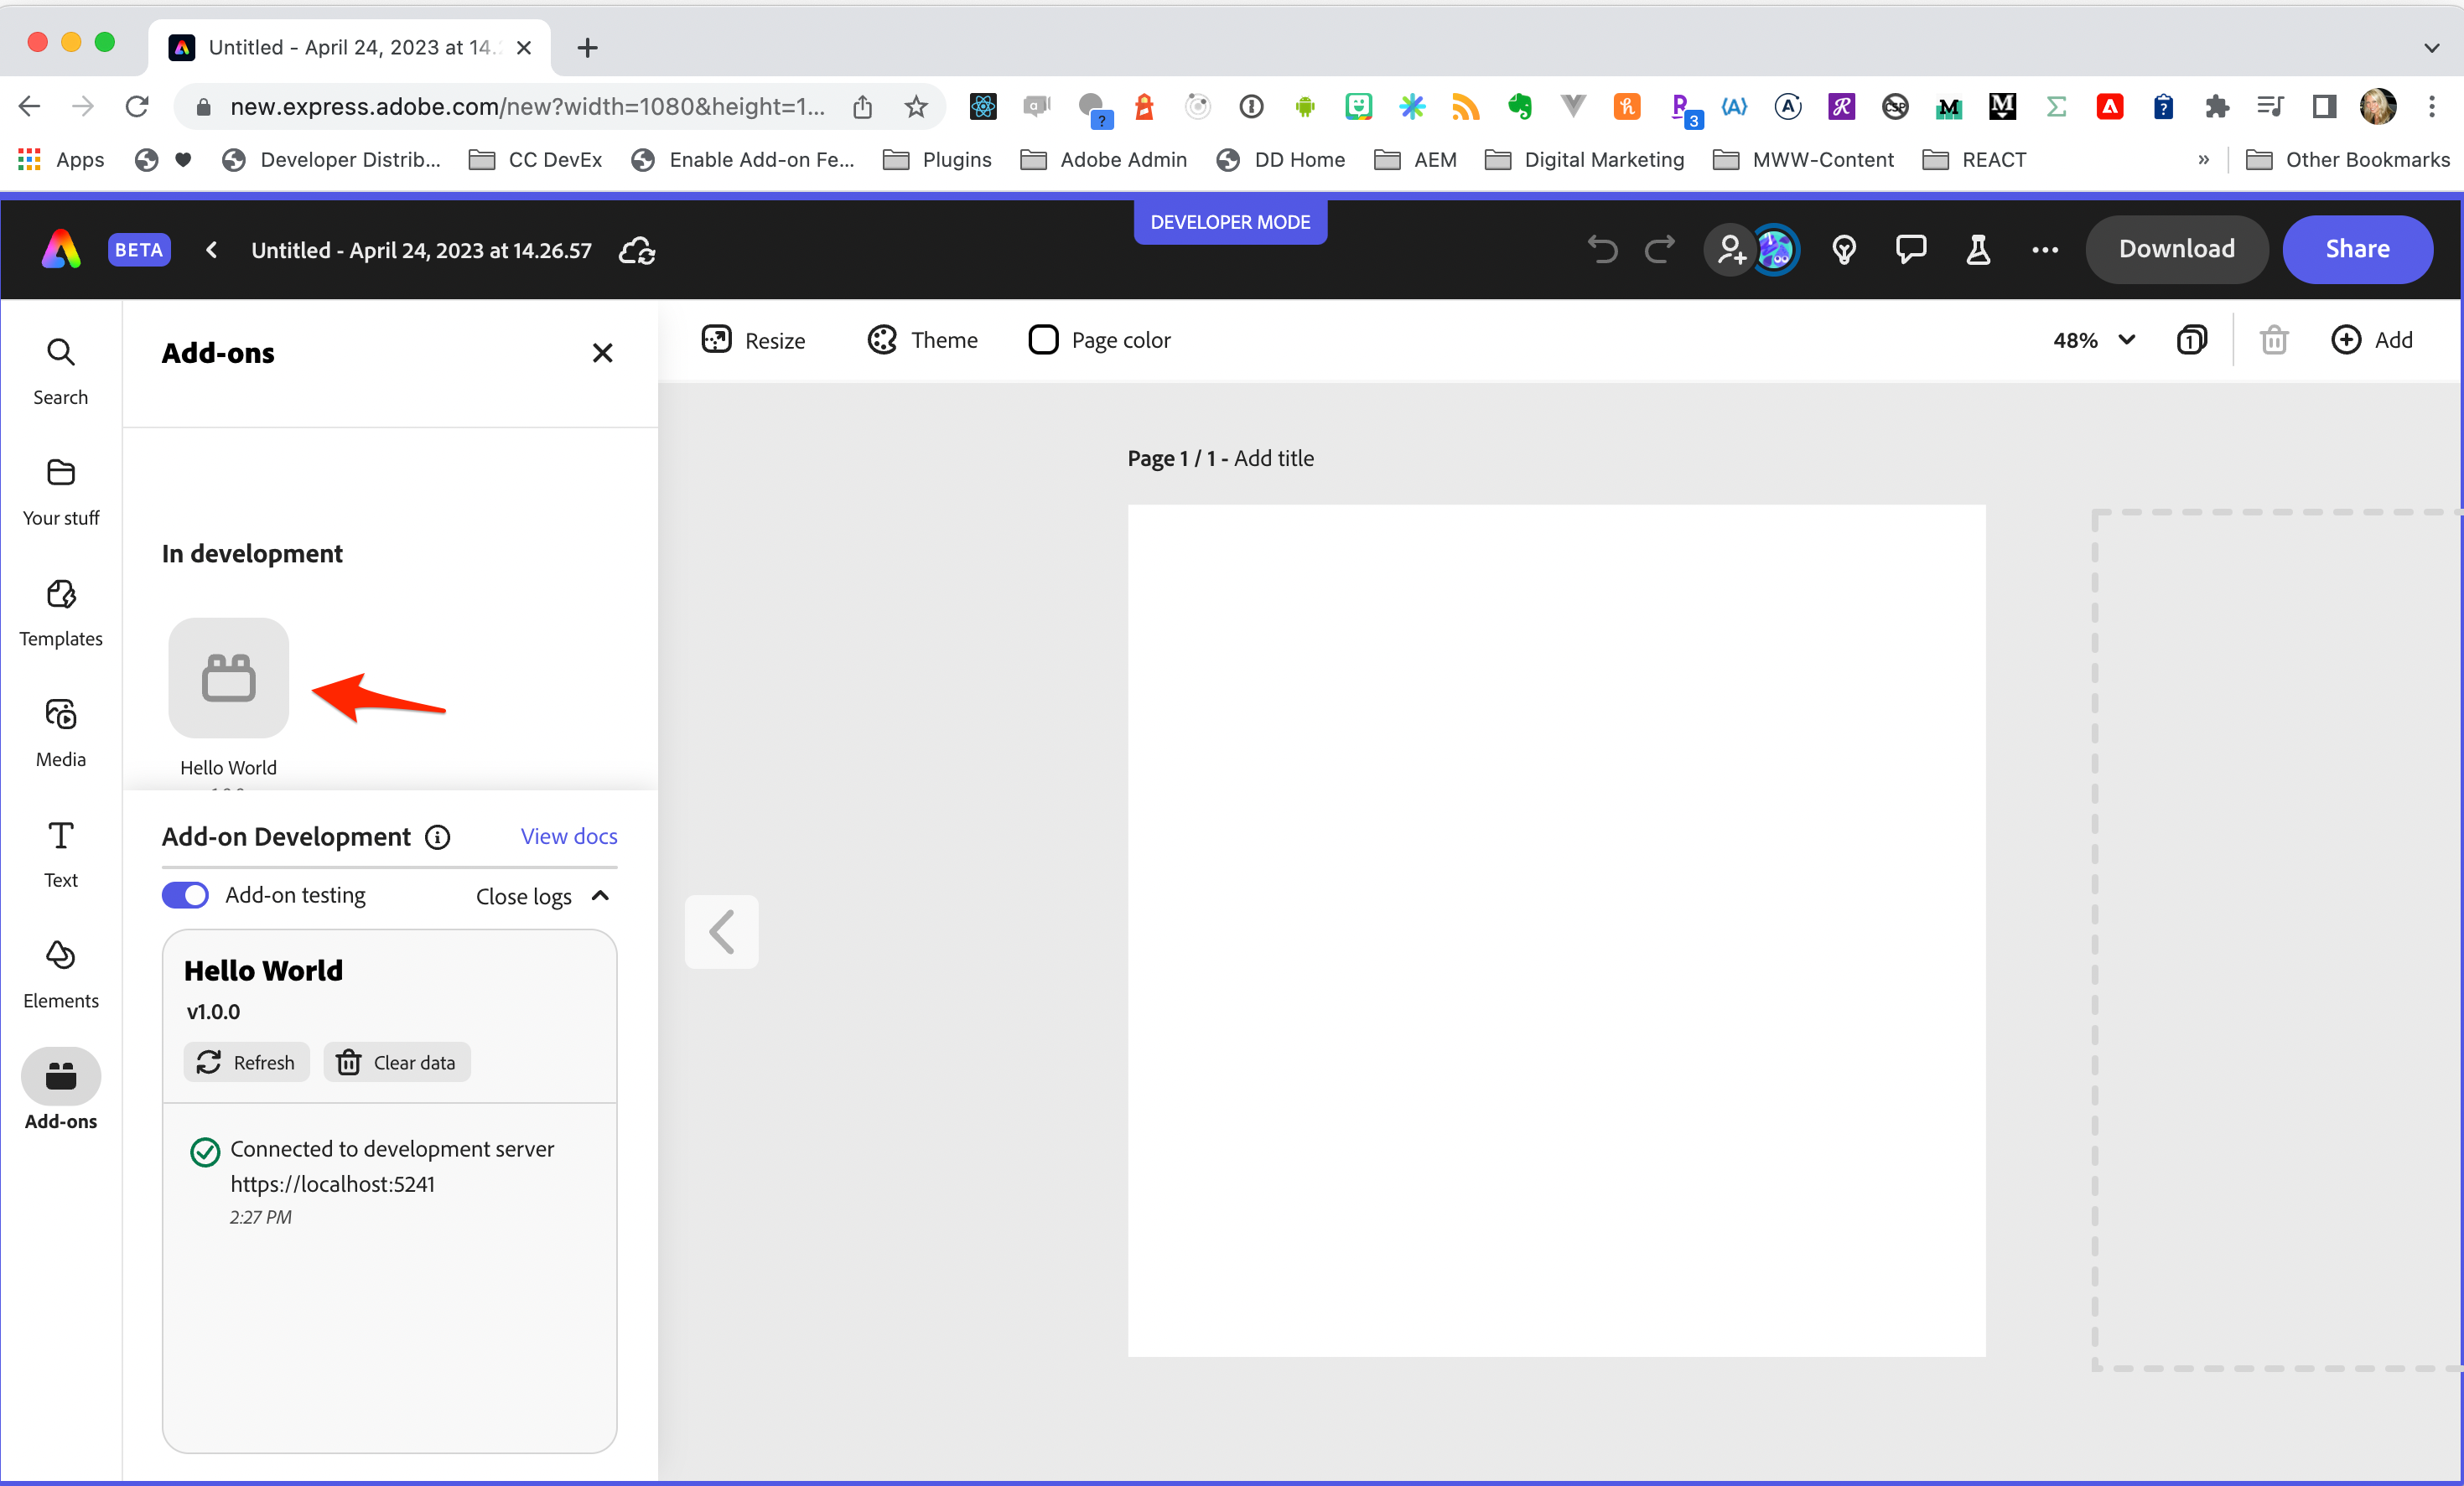 Untitled - April 24, 2023 at 14.
new.express.adobe.com/new?width=1080&height=1...
Apps
Developer Distrib...
CC DevEx
Enable Add-on Fe...
Plugins
Adobe Admin
DD Home
AEM
Digital Marketing
MWW-Content
REACT
»
Other Bookmarks
DEVELOPER MODE
BETA
Untitled - April 24, 2023 at 14.26.57
Download
Share
Search
Your stuff
Templates
Media
Text
Elements
Add-ons
Add-ons
In development
Hello World
Add-on Development
View docs
Add-on testing
Close logs
Hello World
v1.0.0
Refresh
Clear data
Connected to development server
https://localhost:5241
2:27 PM
Resize
Theme
Page color
48%
1
Add
Page 1 / 1 - Add title